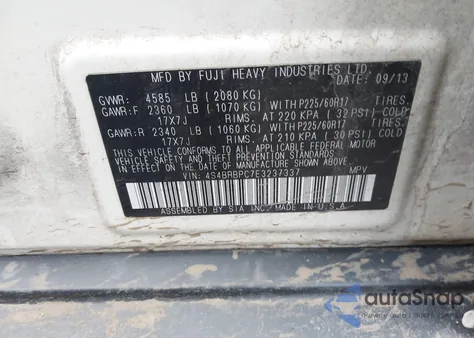 MFD BY FUJI HEAVY INDUSTRIES LTD.
DATE: 09/13
GVWR: 4585 LB (2080 KG)
GAWR:F 2360 LB (1070 KG) WITH P225/60R17 TIRES,
17X7J RIMS, AT 220 KPA ( 32 PSI) COLD
GAWR:R 2340 LB (1060 KG) WITH P225/60R17 TIRES,
17X7J RIMS, AT 210 KPA ( 30 PSI) COLD
THIS VEHICLE CONFORMS TO ALL APPLICABLE FEDERAL MOTOR
VEHICLE SAFETY, BUMPER, AND THEFT PREVENTION STANDARDS
IN EFFECT ON THE DATE OF MANUFACTURE SHOWN ABOVE.
VIN: 4S4BRBPC7E3237337 MPV
ASSEMBLED BY SIA INC, MADE IN U.S.A.
autoSnap